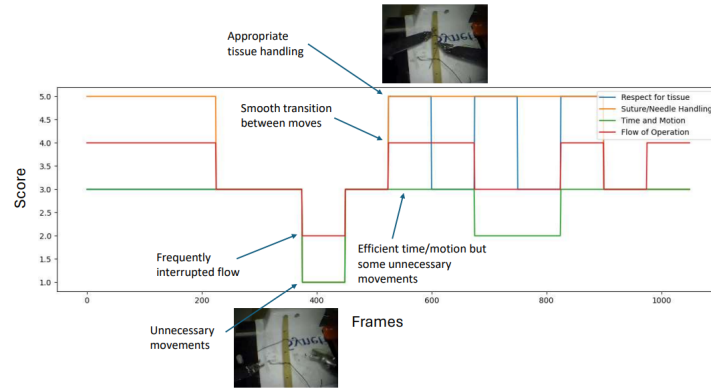 Appropriate
tissue handling
Smooth transition
between moves
Respect for tissue
Suture/Needle Handling
Time and Motion
Flow of Operation
5.0
4.5
4.0
3.5
3.0
2.5
2.0
1.5
1.0
Score
Frequently
interrupted flow
Efficient time/motion but
some unnecessary
movements
0
200
400
600
800
1000
Unnecessary
movements
Frames